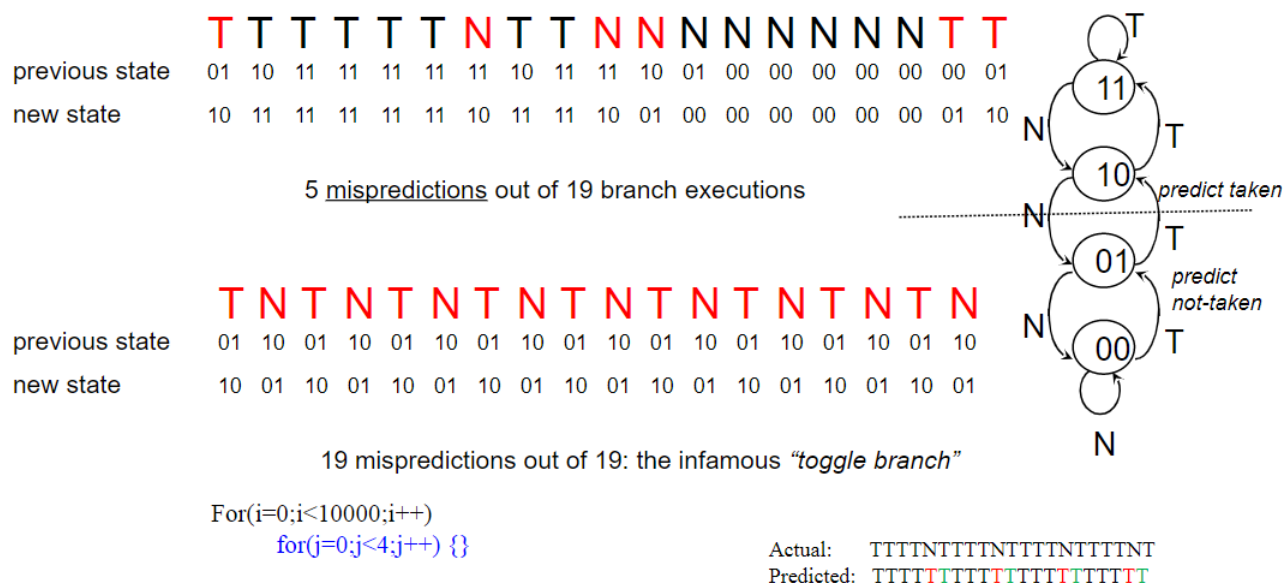 T T T T T T N T T N N N N N N N N T T
previous state 01 10 11 11 11 11 11 10 11 11 10 01 00 00 00 00 00 00 01
new state 10 11 11 11 11 11 10 11 11 10 01 00 00 00 00 00 00 01 10
5 mispredictions out of 19 branch executions
T N T N T N T N T N T N T N T N T N
previous state 01 10 01 10 01 10 01 10 01 10 01 10 01 10 01 10 01 10
new state 10 01 10 01 10 01 10 01 10 01 10 01 10 01 10 01 10 01
19 mispredictions out of 19: the infamous “toggle branch”
For(i=0;i<10000;i++)
for(j=0;j<4;j++) {}
Actual: TTTTNTTTTNTTTTNTTTTNT
Predicted: TTTTTTTTTTTTTTTTTTTTT
T
11
N
T
10
predict taken
N
T
01
predict
not-taken
N
T
00
N